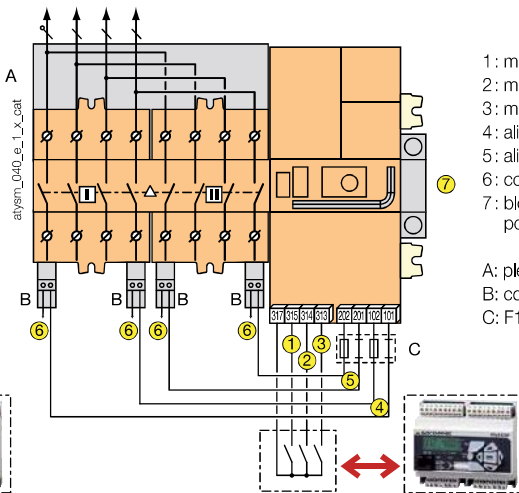 A
atysm_040_e_1_x_cat
I
II
7
B
B
B
B
6
6
6
6
317 315 314 313 202 201 102 101
1
2
3
C
5
4
1 : m
2 : m
3 : m
4 : ali
5 : ali
6 : co
7 : blo
po
A: ple
B: co
C: F1